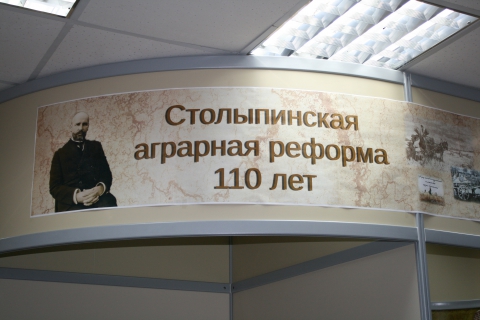 Столыпинская
аграрная реформа
110 лет